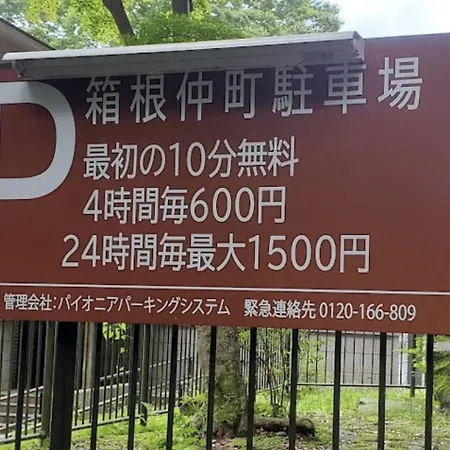 箱根仲町駐車場
最初の10分無料
4時間毎600円
24時間毎最大1500円
管理会社:パイオニアパーキングシステム 緊急連絡先 0120-166-809